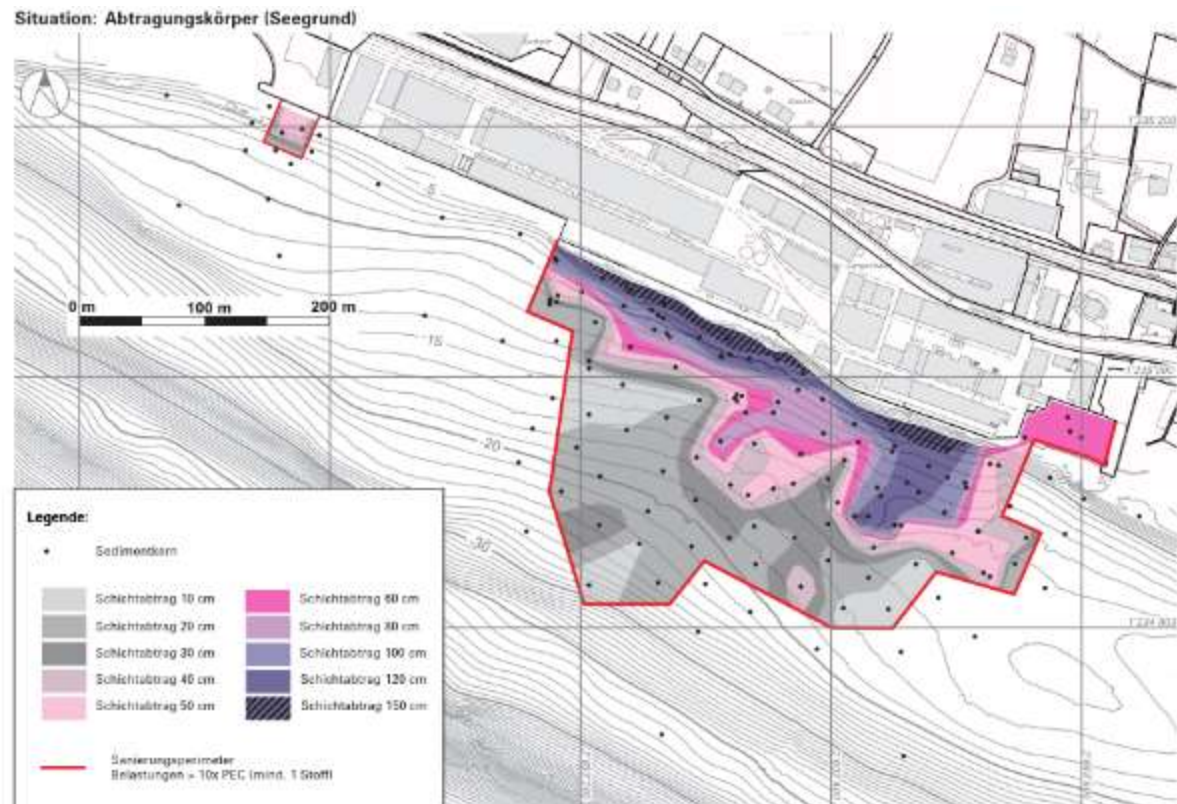 Situation: Abtragungskörper (Seegrund)
5
0 m 100 m 200 m
15
20
30
Legende:
Sedimentkern
Schichtabtrag 10 cm
Schichtabtrag 20 cm
Schichtabtrag 30 cm
Schichtabtrag 40 cm
Schichtabtrag 50 cm
Schichtabtrag 60 cm
Schichtabtrag 80 cm
Schichtabtrag 100 cm
Schichtabtrag 120 cm
Schichtabtrag 150 cm
Sanierungsperimeter
Belastungen > 10x PEC (mind. 1 Stoff)